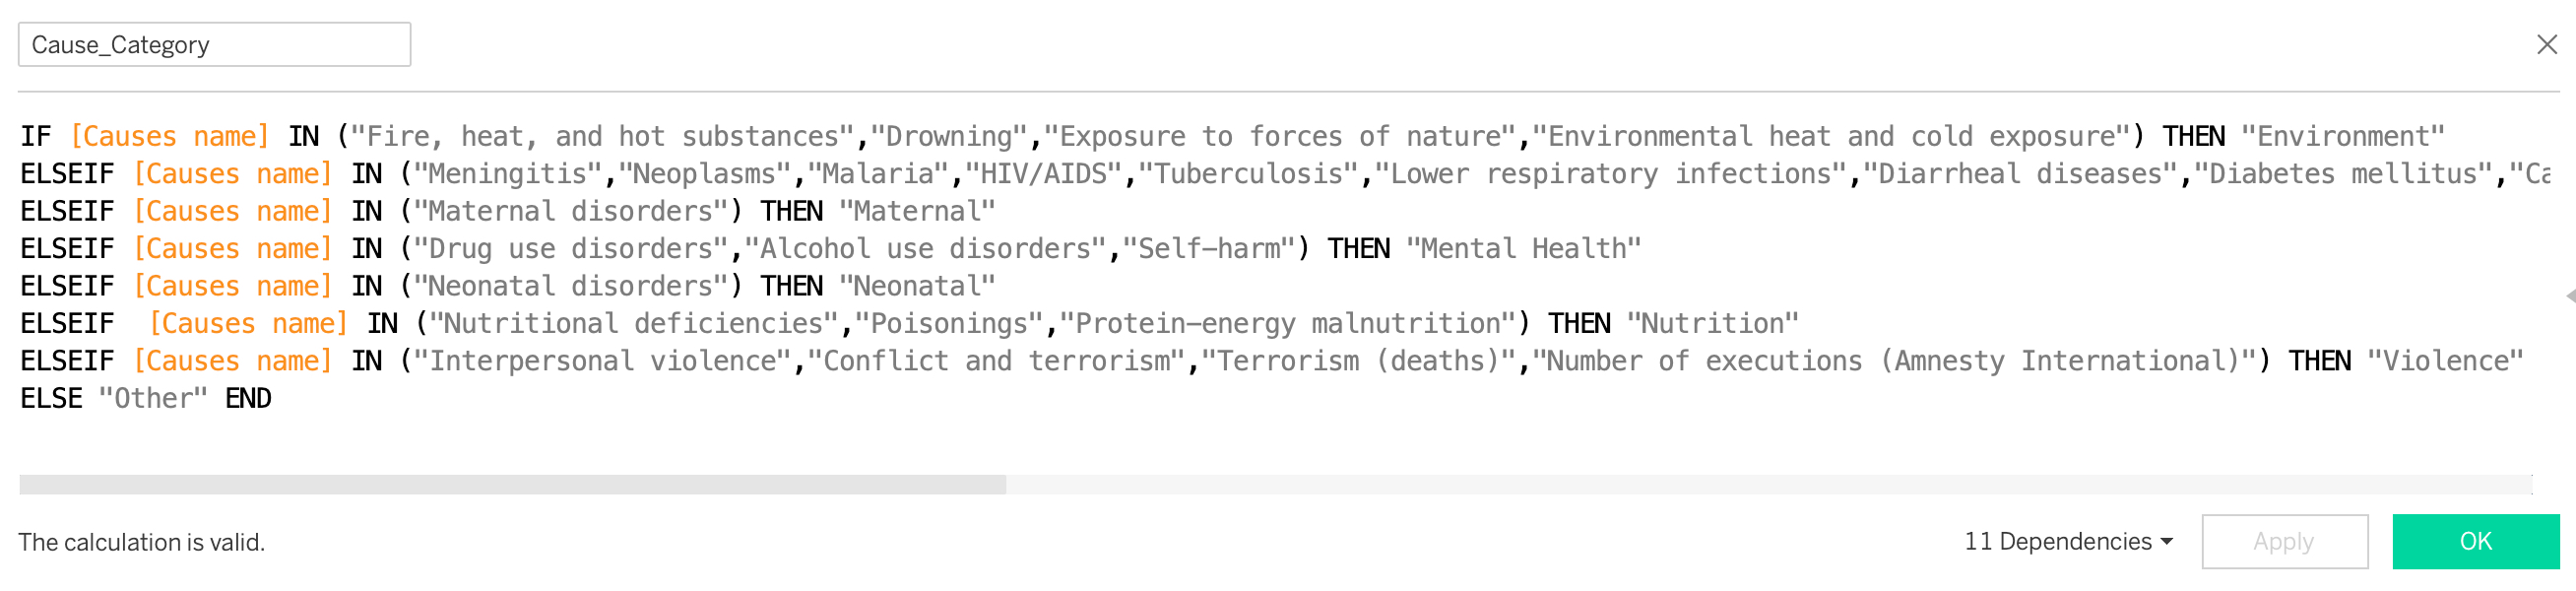 Cause_Category
IF [Causes name] IN ("Fire, heat, and hot substances","Drowning","Exposure to forces of nature","Environmental heat and cold exposure") THEN "Environment"
ELSEIF [Causes name] IN ("Meningitis","Neoplasms","Malaria","HIV/AIDS","Tuberculosis","Lower respiratory infections","Diarrheal diseases","Diabetes mellitus","Ca
ELSEIF [Causes name] IN ("Maternal disorders") THEN "Maternal"
ELSEIF [Causes name] IN ("Drug use disorders","Alcohol use disorders","Self-harm") THEN "Mental Health"
ELSEIF [Causes name] IN ("Neonatal disorders") THEN "Neonatal"
ELSEIF  [Causes name] IN ("Nutritional deficiencies","Poisonings","Protein-energy malnutrition") THEN "Nutrition"
ELSEIF [Causes name] IN ("Interpersonal violence","Conflict and terrorism","Terrorism (deaths)","Number of executions (Amnesty International)") THEN "Violence"
ELSE "Other" END
The calculation is valid.
11 Dependencies
Apply
OK